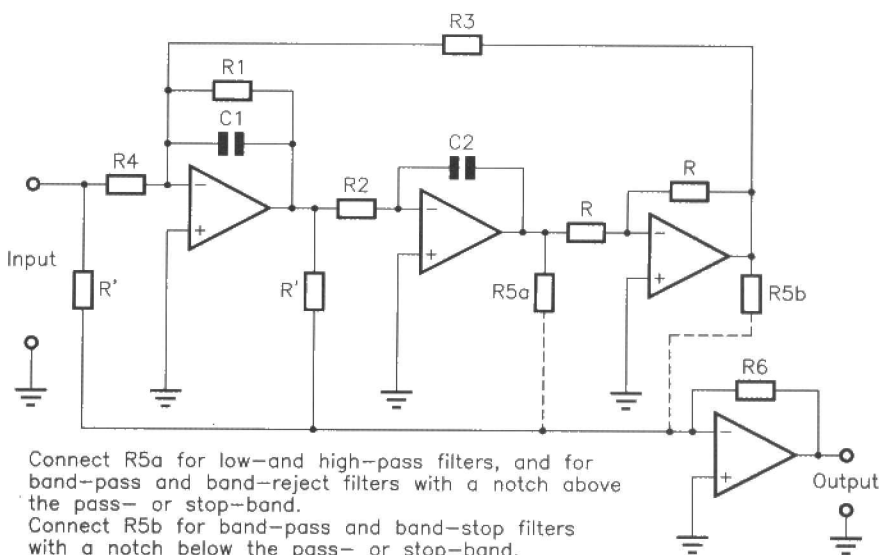 R3
R1
C1
R4
R2
C2
R
R
Input
R'
R'
R5a
R5b
R6
Output
Connect R5a for low-and high-pass filters, and for
band-pass and band-reject filters with a notch above
the pass- or stop-band.
Connect R5b for band-pass and band-stop filters
with a notch below the pass- or stop-band.